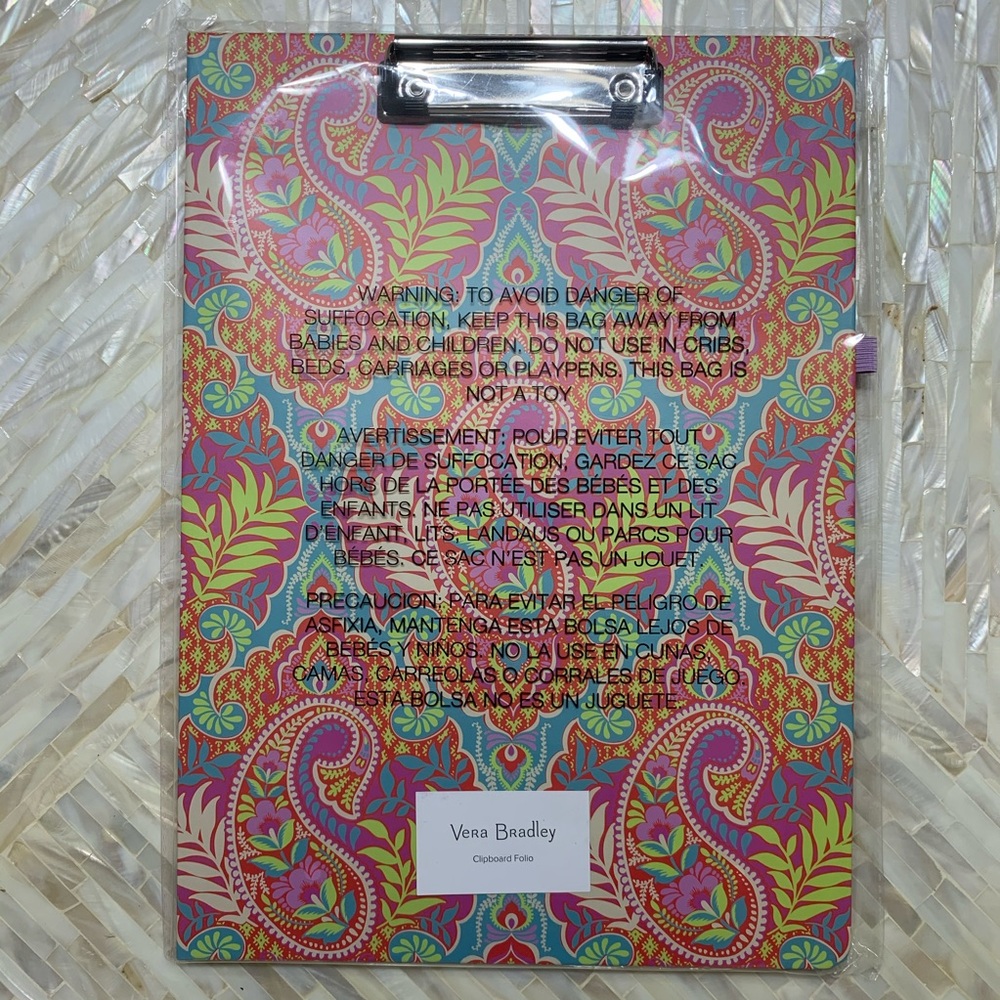 WARNING: TO AVOID DANGER OF
SUFFOCATION, KEEP THIS BAG AWAY FROM
BABIES AND CHILDREN. DO NOT USE IN CRIBS,
BEDS, CARRIAGES OR PLAYPENS. THIS BAG IS
NOT A TOY
AVERTISSEMENT: POUR EVITER TOUT
DANGER DE SUFFOCATION, GARDEZ CE SAC
HORS DE LA PORTÉE DES BÉBÉS ET DES
ENFANTS. NE PAS UTILISER DANS UN LIT
D'ENFANT, LITS, LANDAUS OU PARCS POUR
BÉBÉS. CE SAC N'EST PAS UN JOUET
PRECAUCION: PARA EVITAR EL PELIGRO DE
ASFIXIA, MANTENGA ESTA BOLSA LEJOS DE
BEBÉS Y NIÑOS. NO LA USE EN CUNAS,
CAMAS, CARREOLAS O CORRALES DE JUEGO.
ESTA BOLSA NO ES UN JUGUETE.
Vera Bradley
Clipboard Folio